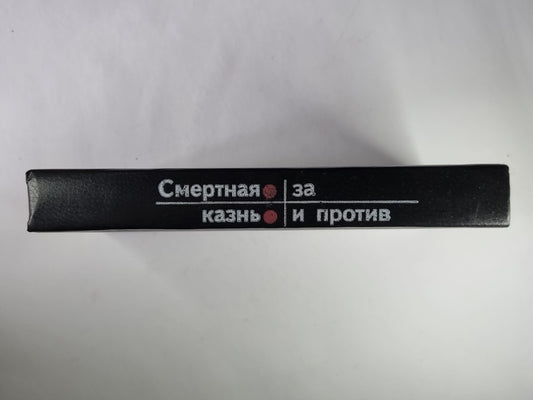 Смертная за
казнь и против